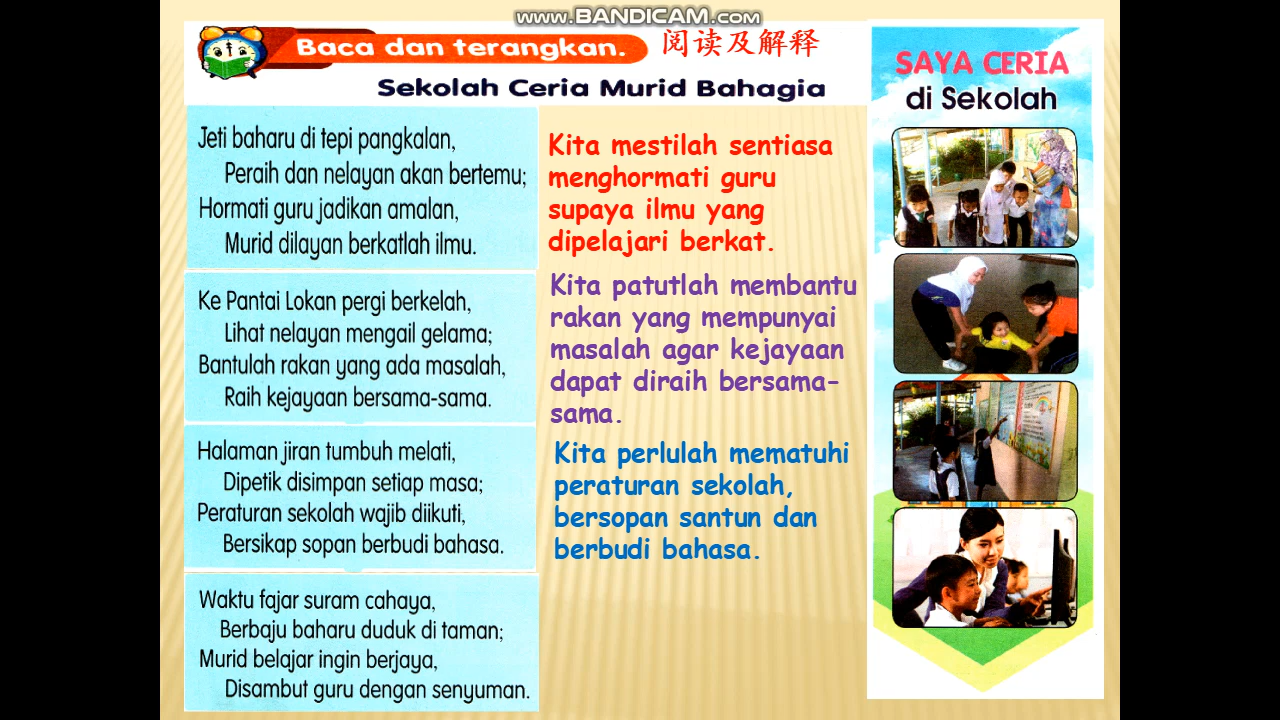 www.BANDICAM.com
Baca dan terangkan. 阅读及解释
Sekolah Ceria Murid Bahagia
Jeti baharu di tepi pangkalan,
Peraih dan nelayan akan bertemu;
Hormati guru jadikan amalan,
Murid dilayan berkatlah ilmu.
Kita mestilah sentiasa
menghormati guru
supaya ilmu yang
dipelajari berkat.
Ke Pantai Lokan pergi berkelah,
Lihat nelayan mengail gelama;
Bantulah rakan yang ada masalah,
Raih kejayaan bersama-sama.
Kita patutlah membantu
rakan yang mempunyai
masalah agar kejayaan
dapat diraih bersama-
sama.
Halaman jiran tumbuh melati,
Dipetik disimpan setiap masa;
Peraturan sekolah wajib diikuti,
Bersikap sopan berbudi bahasa.
Kita perlulah mematuhi
peraturan sekolah,
bersopan santun dan
berbudi bahasa.
Waktu fajar suram cahaya,
Berbaju baharu duduk di taman;
Murid belajar ingin berjaya,
Disambut guru dengan senyuman.
SAYA CERIA
di Sekolah